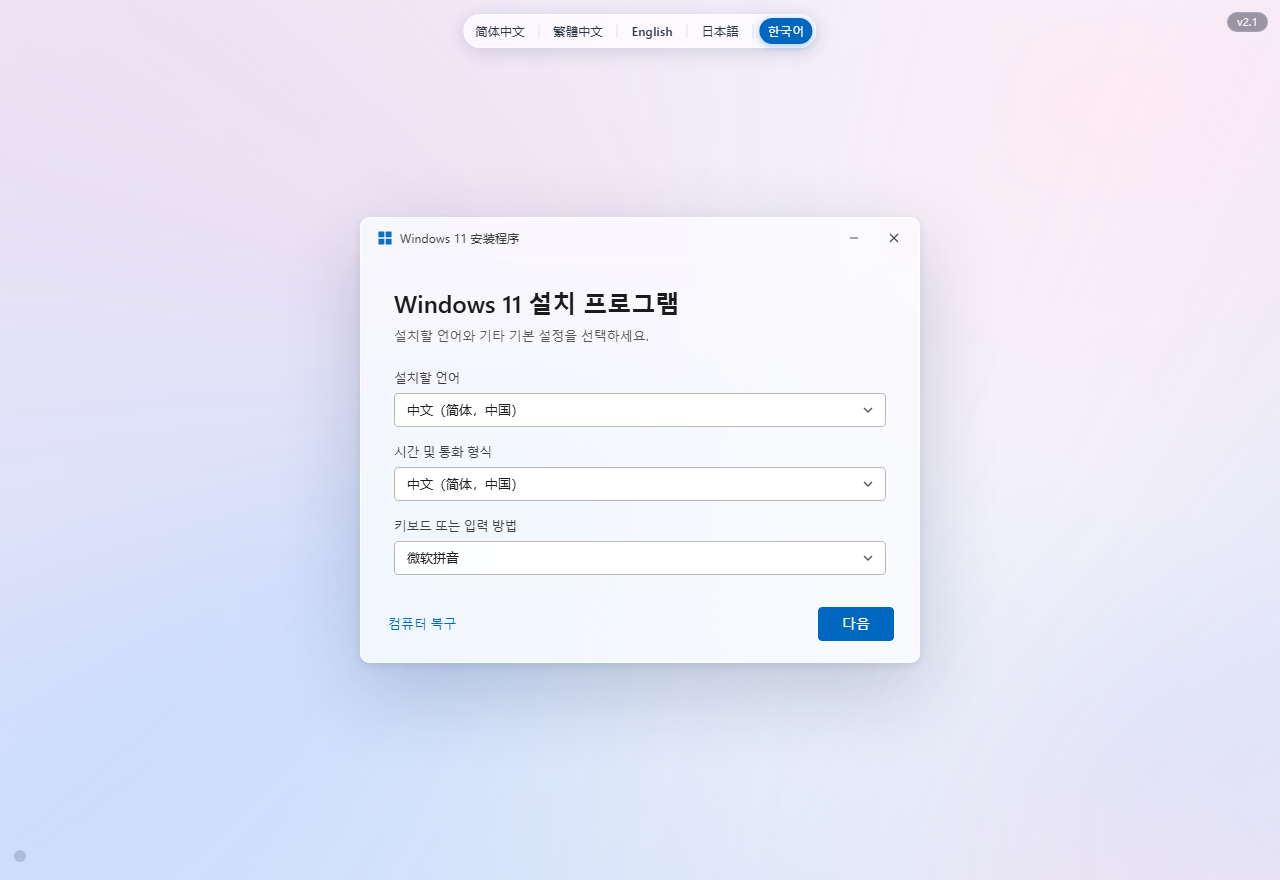 简体中文 繁體中文 English 日本語 한국어
v2.1
Windows 11 安装程序
Windows 11 설치 프로그램
설치할 언어와 기타 기본 설정을 선택하세요.
설치할 언어
中文（简体，中国）
시간 및 통화 형식
中文（简体，中国）
키보드 또는 입력 방법
微软拼音
컴퓨터 복구
다음